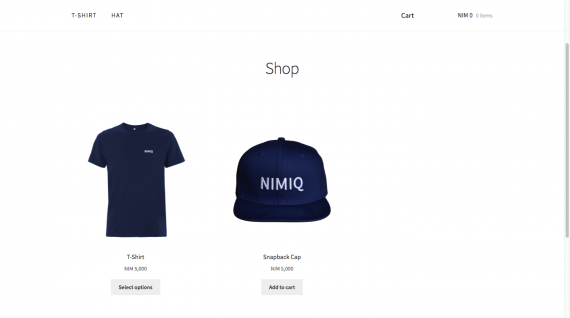 T-SHIRT HAT Cart NIM 0 0 items
Shop
NIMIQ
NIMIQ
T-Shirt Snapback Cap
NIM 5,000 NIM 5,000
Select options Add to cart